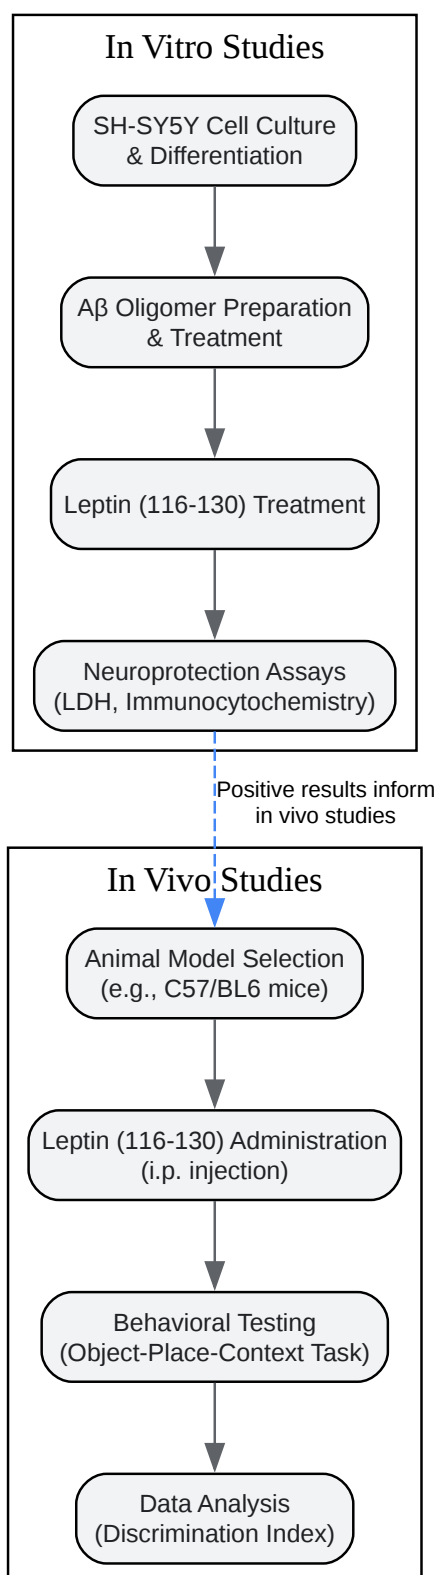 In Vitro Studies
SH-SY5Y Cell Culture
& Differentiation
Aβ Oligomer Preparation
& Treatment
Leptin (116-130) Treatment
Neuroprotection Assays
(LDH, Immunocytochemistry)
Positive results inform
in vivo studies
In Vivo Studies
Animal Model Selection
(e.g., C57/BL6 mice)
Leptin (116-130) Administration
(i.p. injection)
Behavioral Testing
(Object-Place-Context Task)
Data Analysis
(Discrimination Index)